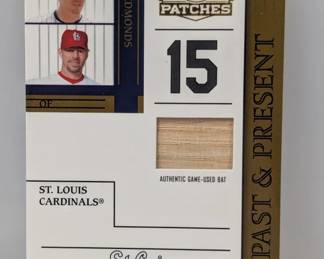 PATCHES
EDMONDS
15
OF
AUTHENTIC GAME-USED BAT
ST. LOUIS
CARDINALS®
PAST & PRESENT